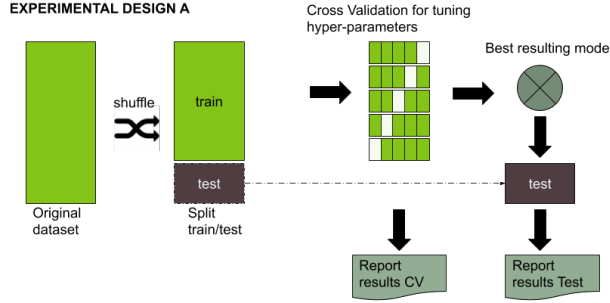 EXPERIMENTAL DESIGN A
Cross Validation for tuning
hyper-parameters
Best resulting mode
shuffle
train
test
test
Original
dataset
Split
train/test
Report
results CV
Report
results Test